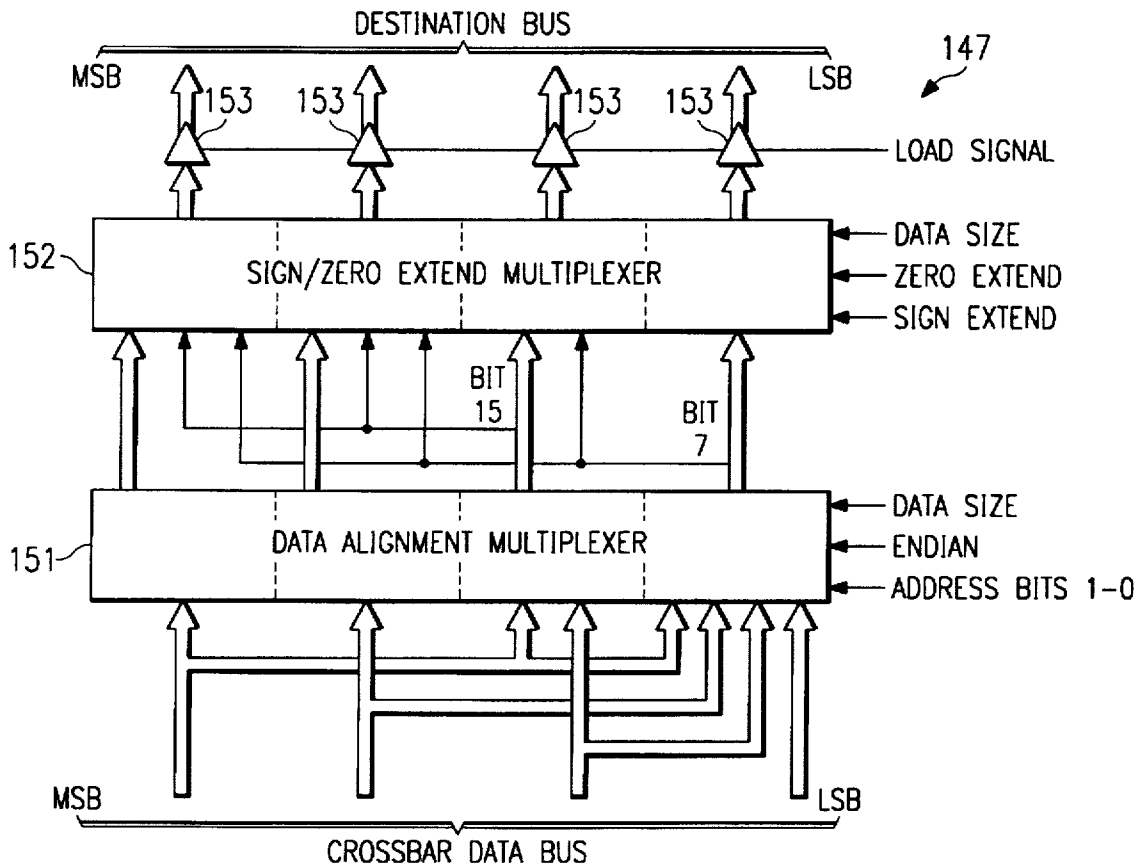 DESTINATION BUS
MSB
LSB
147
153
153
153
153
LOAD SIGNAL
152
SIGN/ZERO EXTEND MULTIPLEXER
DATA SIZE
ZERO EXTEND
SIGN EXTEND
BIT
15
BIT
7
151
DATA ALIGNMENT MULTIPLEXER
DATA SIZE
ENDIAN
ADDRESS BITS 1-0
MSB
LSB
CROSSBAR DATA BUS